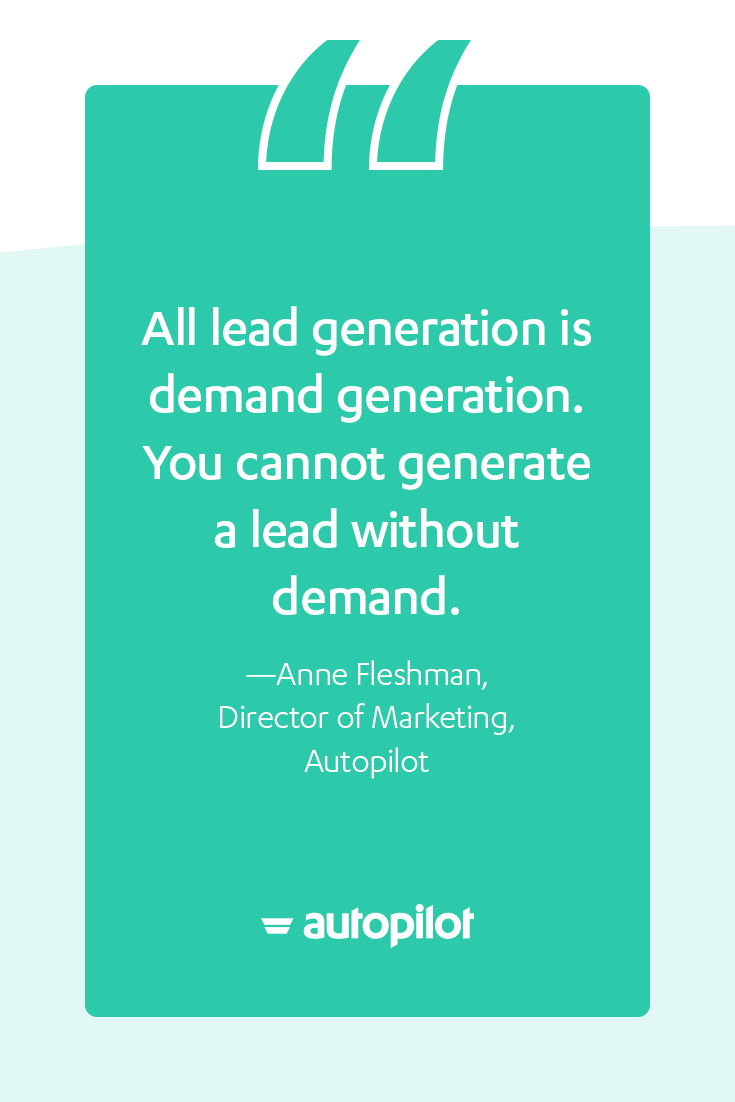 All lead generation is
demand generation.
You cannot generate
a lead without
demand.
—Anne Fleshman,
Director of Marketing,
Autopilot
autopilot